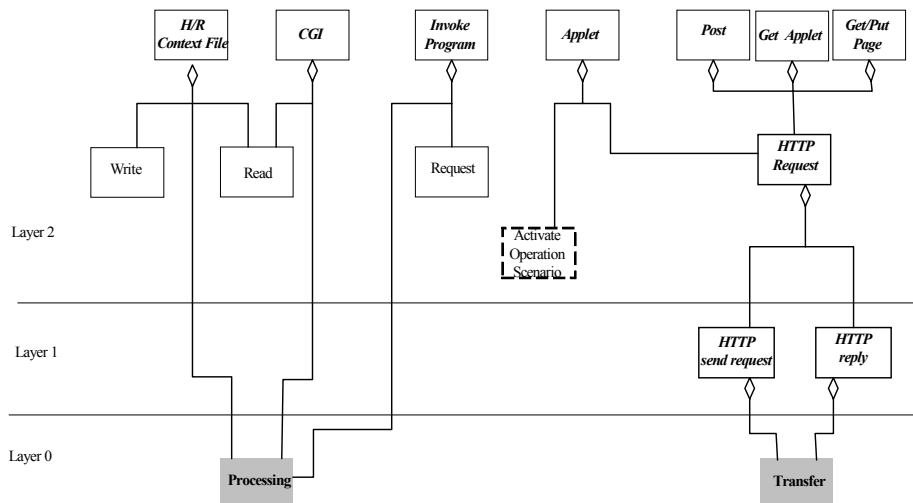 H/R
Context File
CGI
Invoke
Program
Applet
Post
Get Applet
Get/Put
Page
Write
Read
Request
HTTP
Request
Layer 2
Activate
Operation
Scenario
Layer 1
HTTP
send request
HTTP
reply
Layer 0
Processing
Transfer